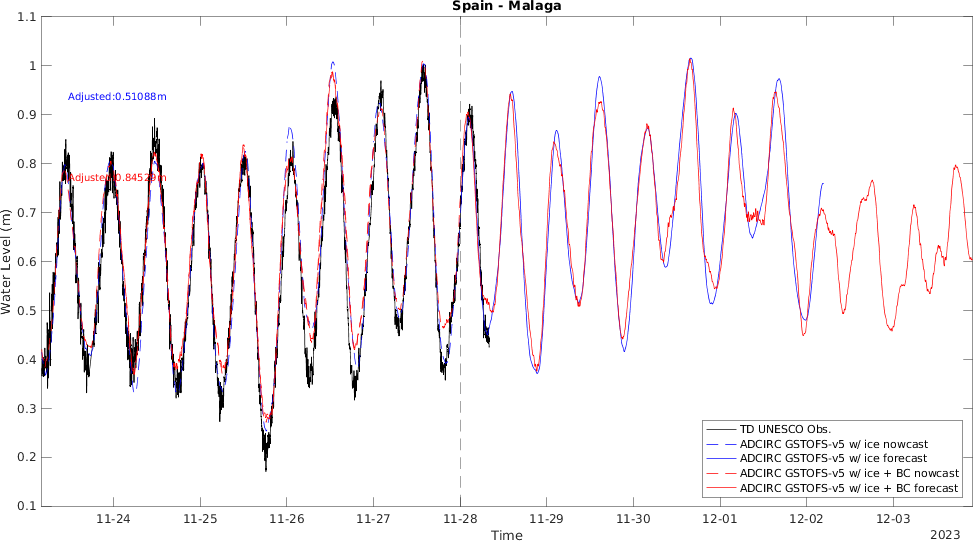 Spain - Malaga
1.1
1
0.9
0.8
0.7
0.6
0.5
0.4
0.3
0.2
0.1
Water Level (m)
Adjusted:0.51088m
Adjusted:0.84529m
TD UNESCO Obs.
ADCIRC GSTOFS-v5 w/ ice nowcast
ADCIRC GSTOFS-v5 w/ ice forecast
ADCIRC GSTOFS-v5 w/ ice + BC nowcast
ADCIRC GSTOFS-v5 w/ ice + BC forecast
11-24 11-25 11-26 11-27 11-28 11-29 11-30 12-01 12-02 12-03
Time
2023